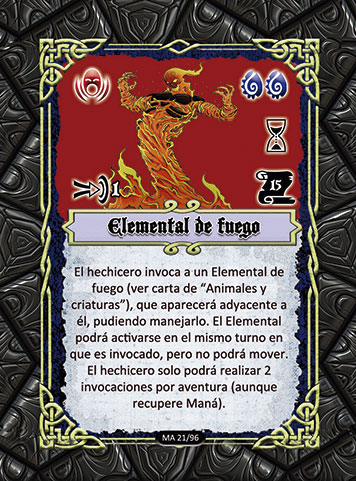 1
15
Elemental de fuego
El hechicero invoca a un Elemental de
fuego (ver carta de “Animales y
criaturas”), que aparecerá adyacente a
él, pudiendo manejarlo. El Elemental
podrá activarse en el mismo turno en
que es invocado, pero no podrá mover.
El hechicero solo podrá realizar 2
invocaciones por aventura (aunque
recupere Maná).
MA 21/96